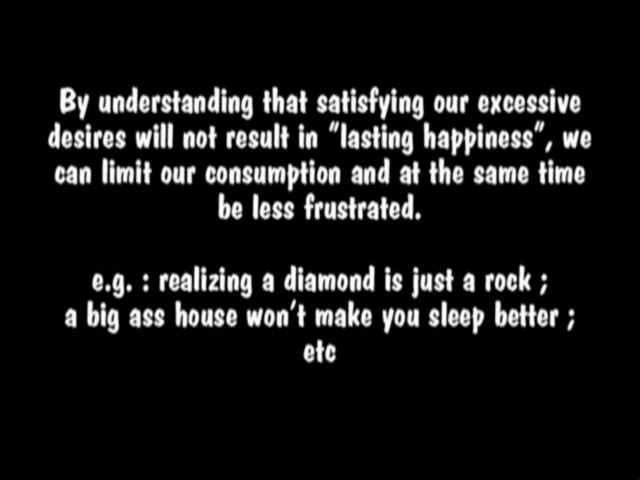 By understanding that satisfying our excessive
desires will not result in "lasting happiness", we
can limit our consumption and at the same time
be less frustrated.
e.g. : realizing a diamond is just a rock ;
a big ass house won't make you sleep better ;
etc